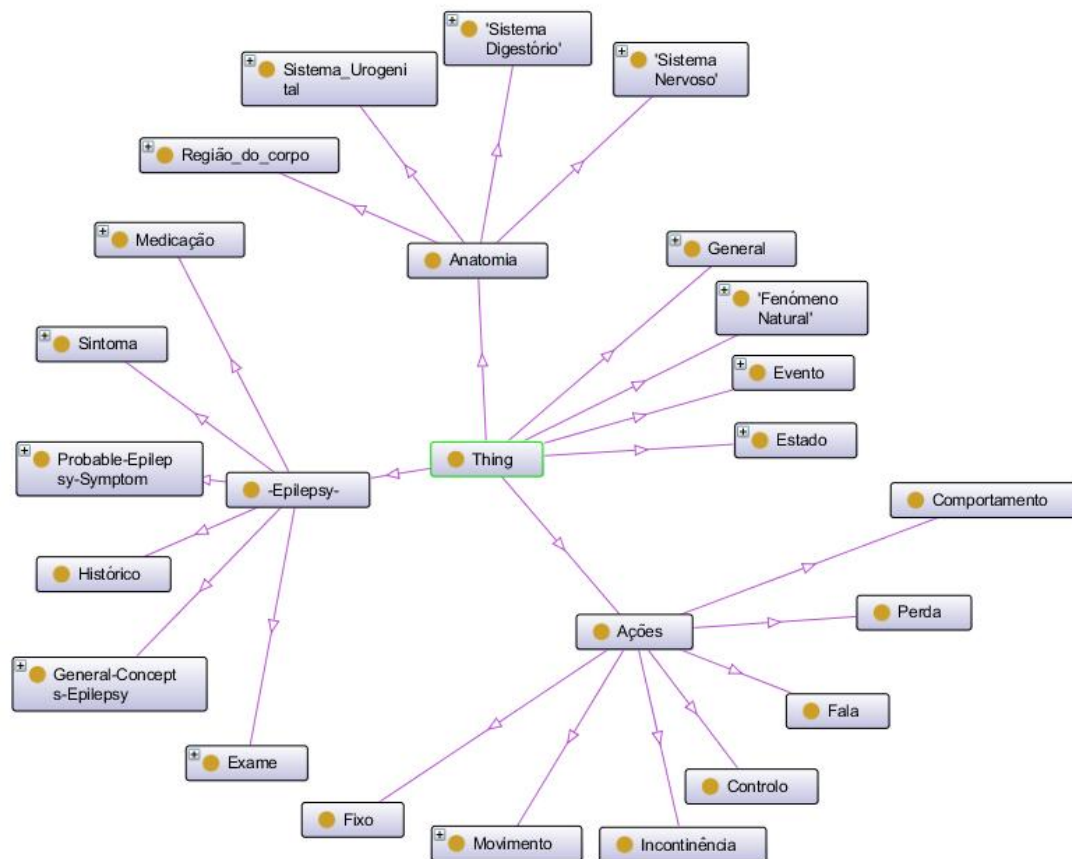 'Sistema
Digestório'
Sistema_Urogeni
tal
'Sistema
Nervoso'
Região_do_corpo
Medicação
Anatomia
General
'Fenómeno
Natural'
Sintoma
Evento
Estado
Thing
Probable-Epilep
sy-Symptom
-Epilepsy-
Comportamento
Histórico
Perda
Ações
General-Concept
s-Epilepsy
Fala
Exame
Controlo
Fixo
Movimento
Incontinência